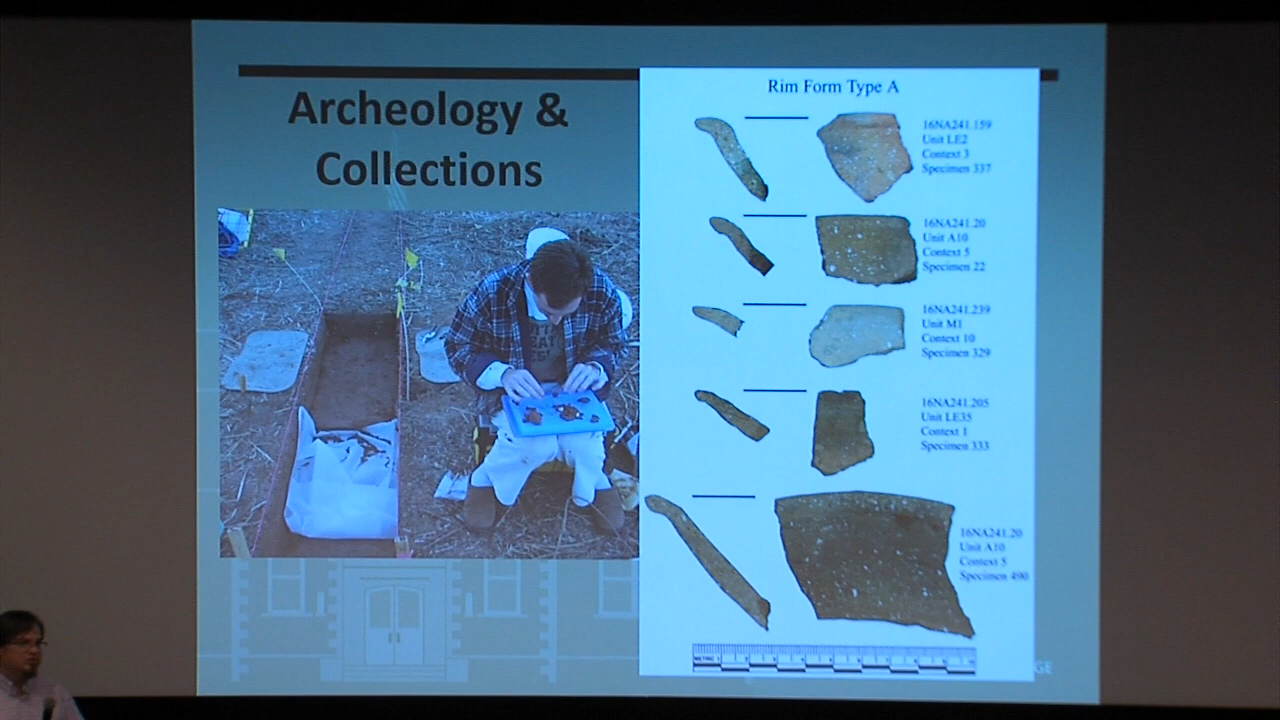 Archeology &
Collections
Rim Form Type A
16NA241.159
Unit LE2
Context 3
Specimen 337
16NA241.20
Unit A10
Context 5
Specimen 22
16NA241.239
Unit M1
Context 10
Specimen 329
16NA241.205
Unit LE35
Context 1
Specimen 333
16NA241.20
Unit A10
Context 5
Specimen 490
METRIC 1